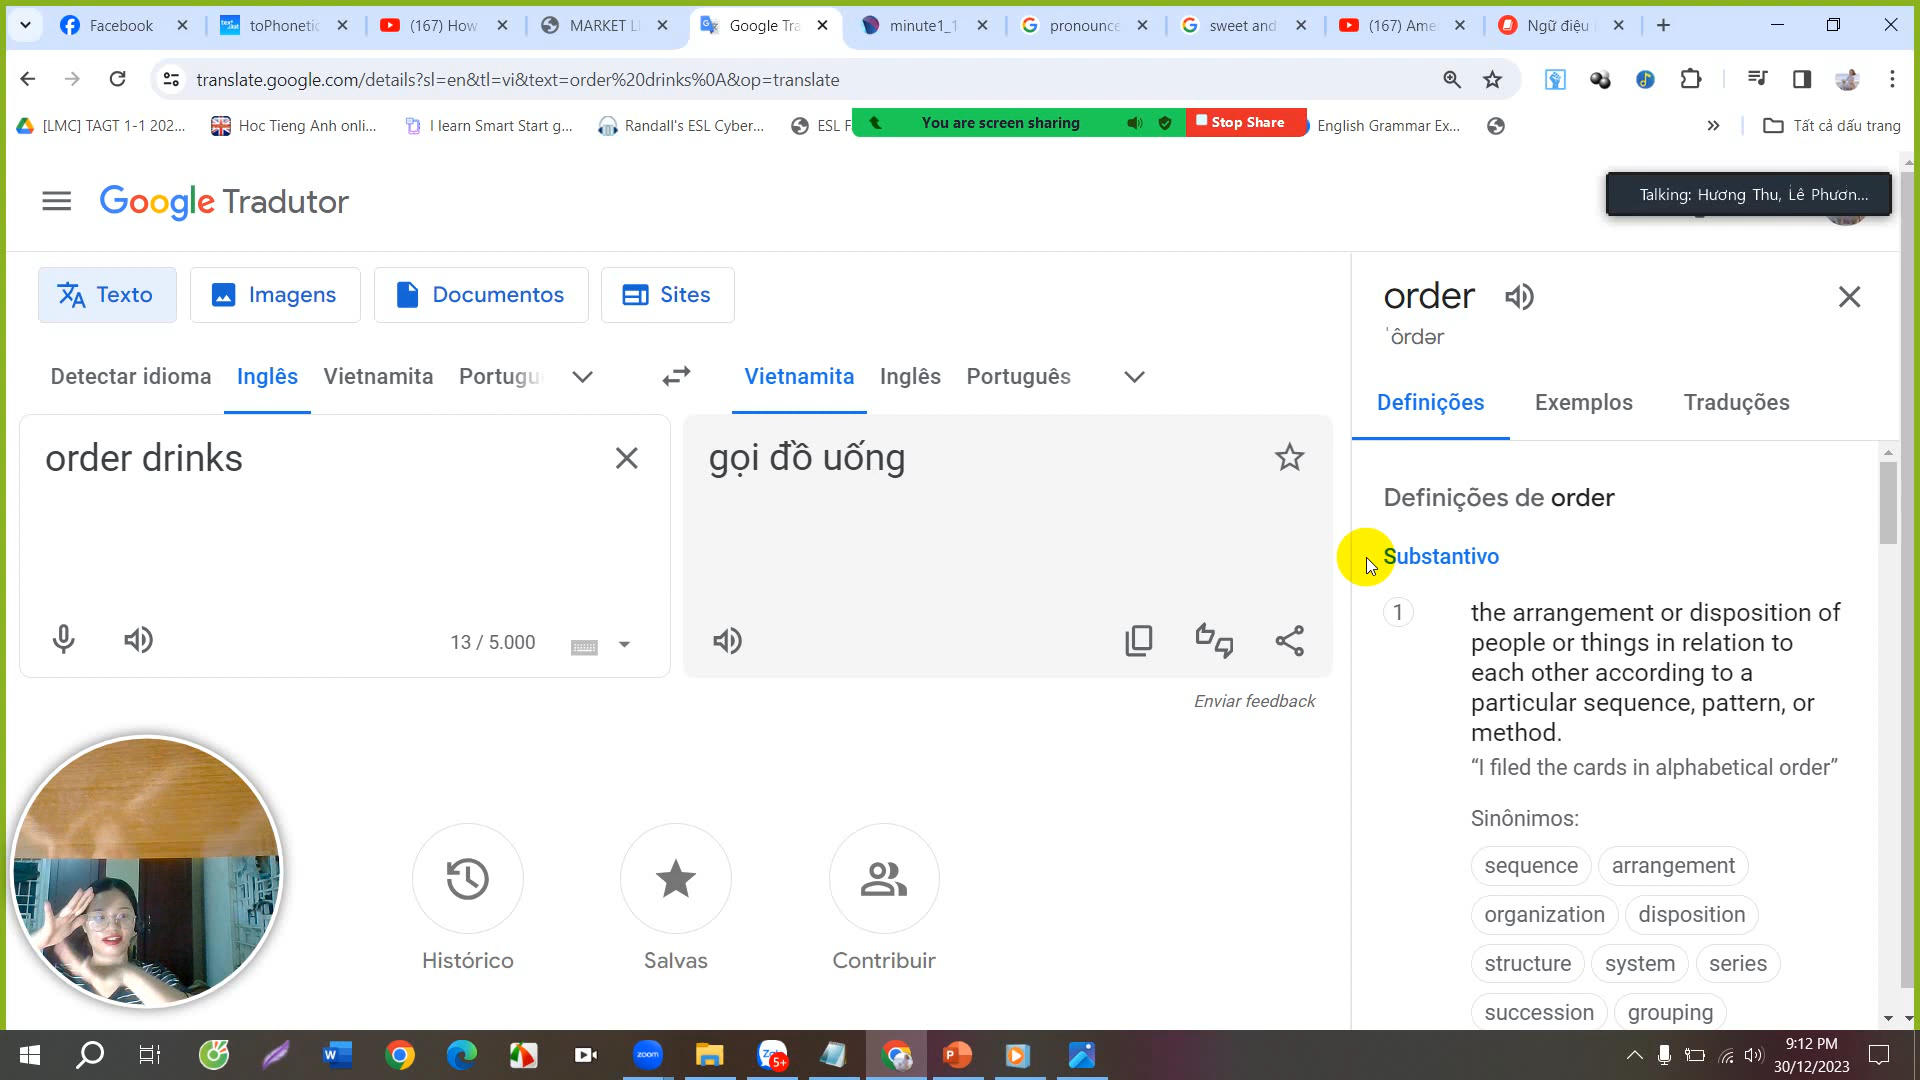 Facebook
toPhonetic
(167) How
MARKET L
Google Tra
minute1_1
pronounce
sweet and
(167) Ame
Ngữ điệu
translate.google.com/details?sl=en&tl=vi&text=order%20drinks%0A&op=translate
[LMC] TAGT 1-1 202...
Hoc Tieng Anh onli...
I learn Smart Start g...
Randall's ESL Cyber...
ESL F
You are screen sharing
Stop Share
English Grammar Ex...
Tất cả dấu trang
Google Tradutor
Talking: Hương Thu, Lê Phươn...
Texto
Imagens
Documentos
Sites
Detectar idioma
Inglês
Vietnamita
Portugu
Vietnamita
Inglês
Português
order drinks
13 / 5.000
gọi đồ uống
Enviar feedback
Histórico
Salvas
Contribuir
order
ˈôrdər
Definições
Exemplos
Traduções
Definições de order
Substantivo
1
the arrangement or disposition of
people or things in relation to
each other according to a
particular sequence, pattern, or
method.
“I filed the cards in alphabetical order”
Sinônimos:
sequence
arrangement
organization
disposition
structure
system
series
succession
grouping
zoom
5+
9:12 PM
30/12/2023